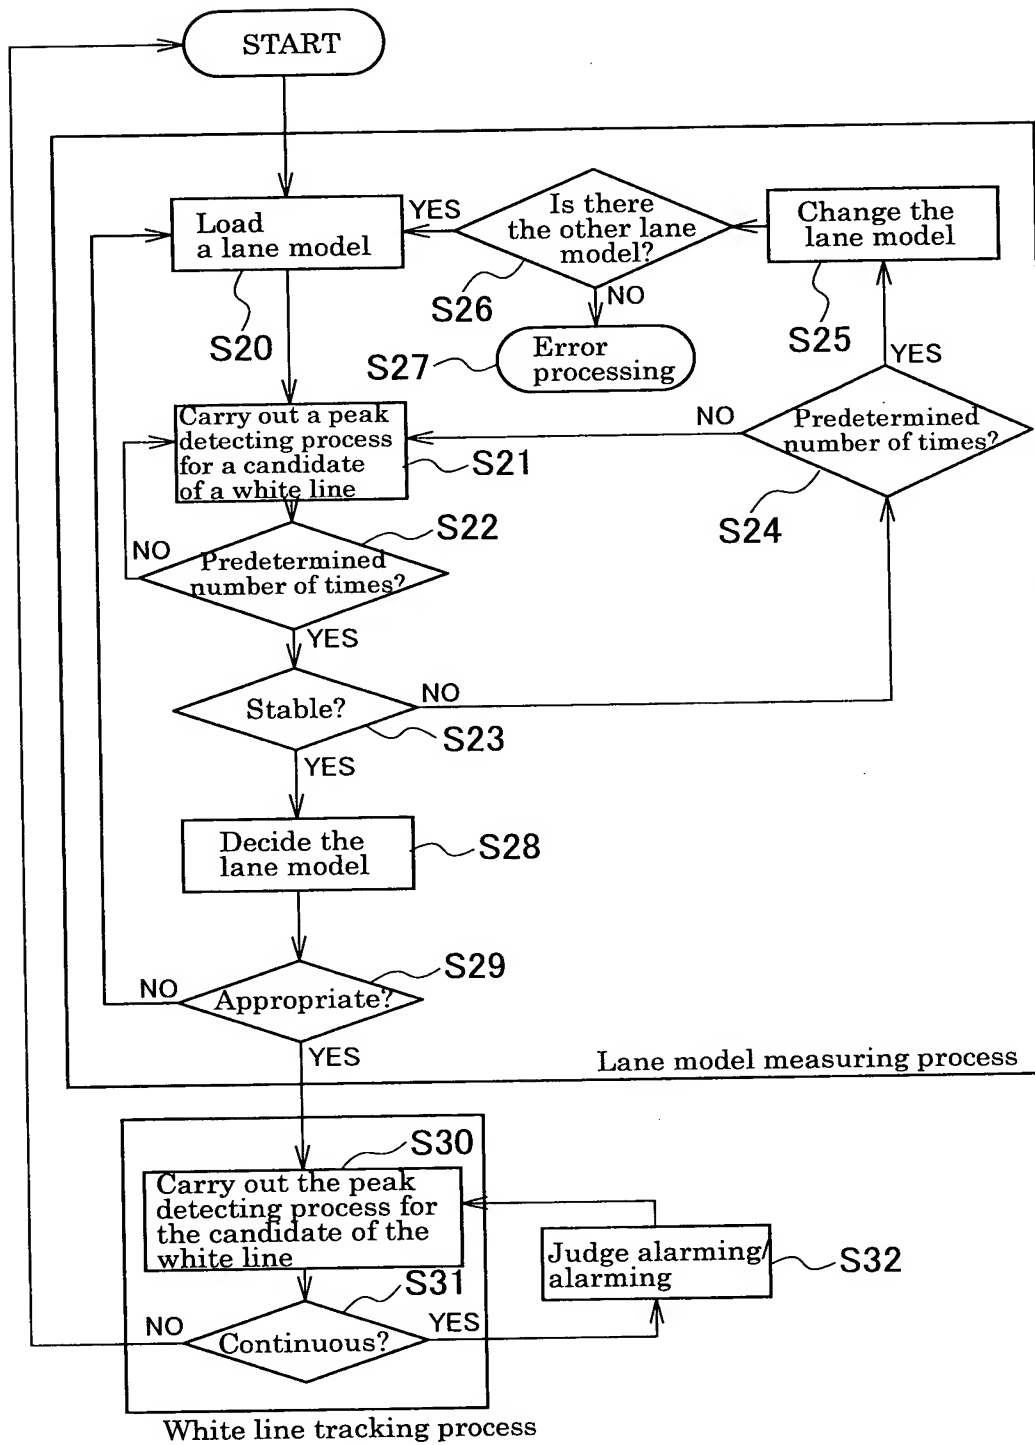 START
Load
a lane model
S20
YES
Is there
the other lane
model?
S26
NO
Change the
lane model
S25
S27
Error
processing
YES
Predetermined
number of times?
NO
S24
Carry out a peak
detecting process
for a candidate
of a white line
S21
S22
NO
Predetermined
number of times?
YES
Stable?
NO
S23
YES
Decide the
lane model
S28
S29
NO
Appropriate?
YES
Lane model measuring process
S30
Carry out the peak
detecting process for
the candidate of the
white line
S31
NO
Continuous?
YES
Judge alarming/
alarming
S32
White line tracking process